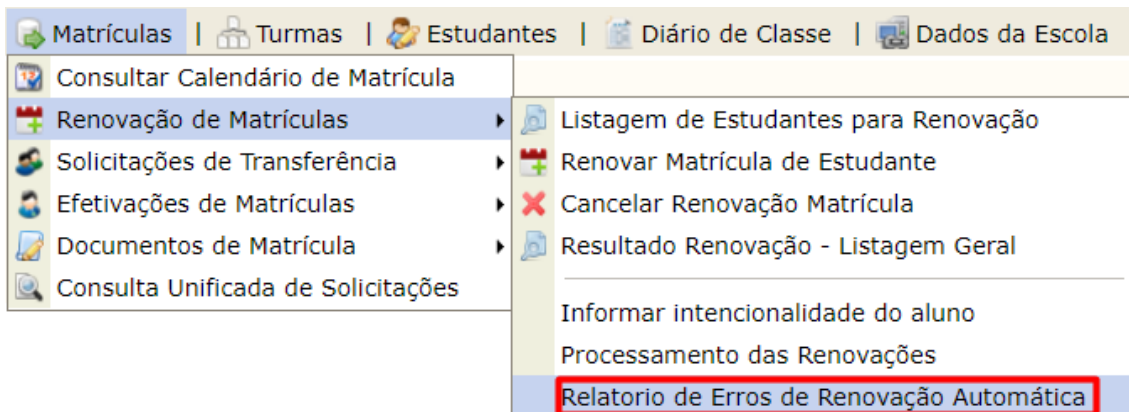 Matrículas | Turmas | Estudantes | Diário de Classe | Dados da Escola
Consultar Calendário de Matrícula
Renovação de Matrículas
Solicitações de Transferência
Efetivações de Matrículas
Documentos de Matrícula
Consulta Unificada de Solicitações
Listagem de Estudantes para Renovação
Renovar Matrícula de Estudante
Cancelar Renovação Matrícula
Resultado Renovação - Listagem Geral
Informar intencionalidade do aluno
Processamento das Renovações
Relatorio de Erros de Renovação Automática